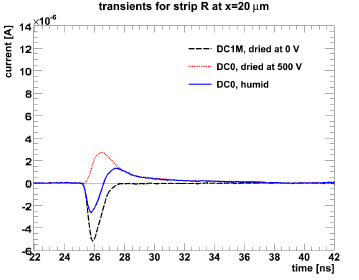 transients for strip R at x=20 μm
current [A]
×10⁻⁶
14
12
10
8
6
4
2
0
-2
-4
-6
DC1M, dried at 0 V
DC0, dried at 500 V
DC0, humid
22 24 26 28 30 32 34 36 38 40 42
time [ns]